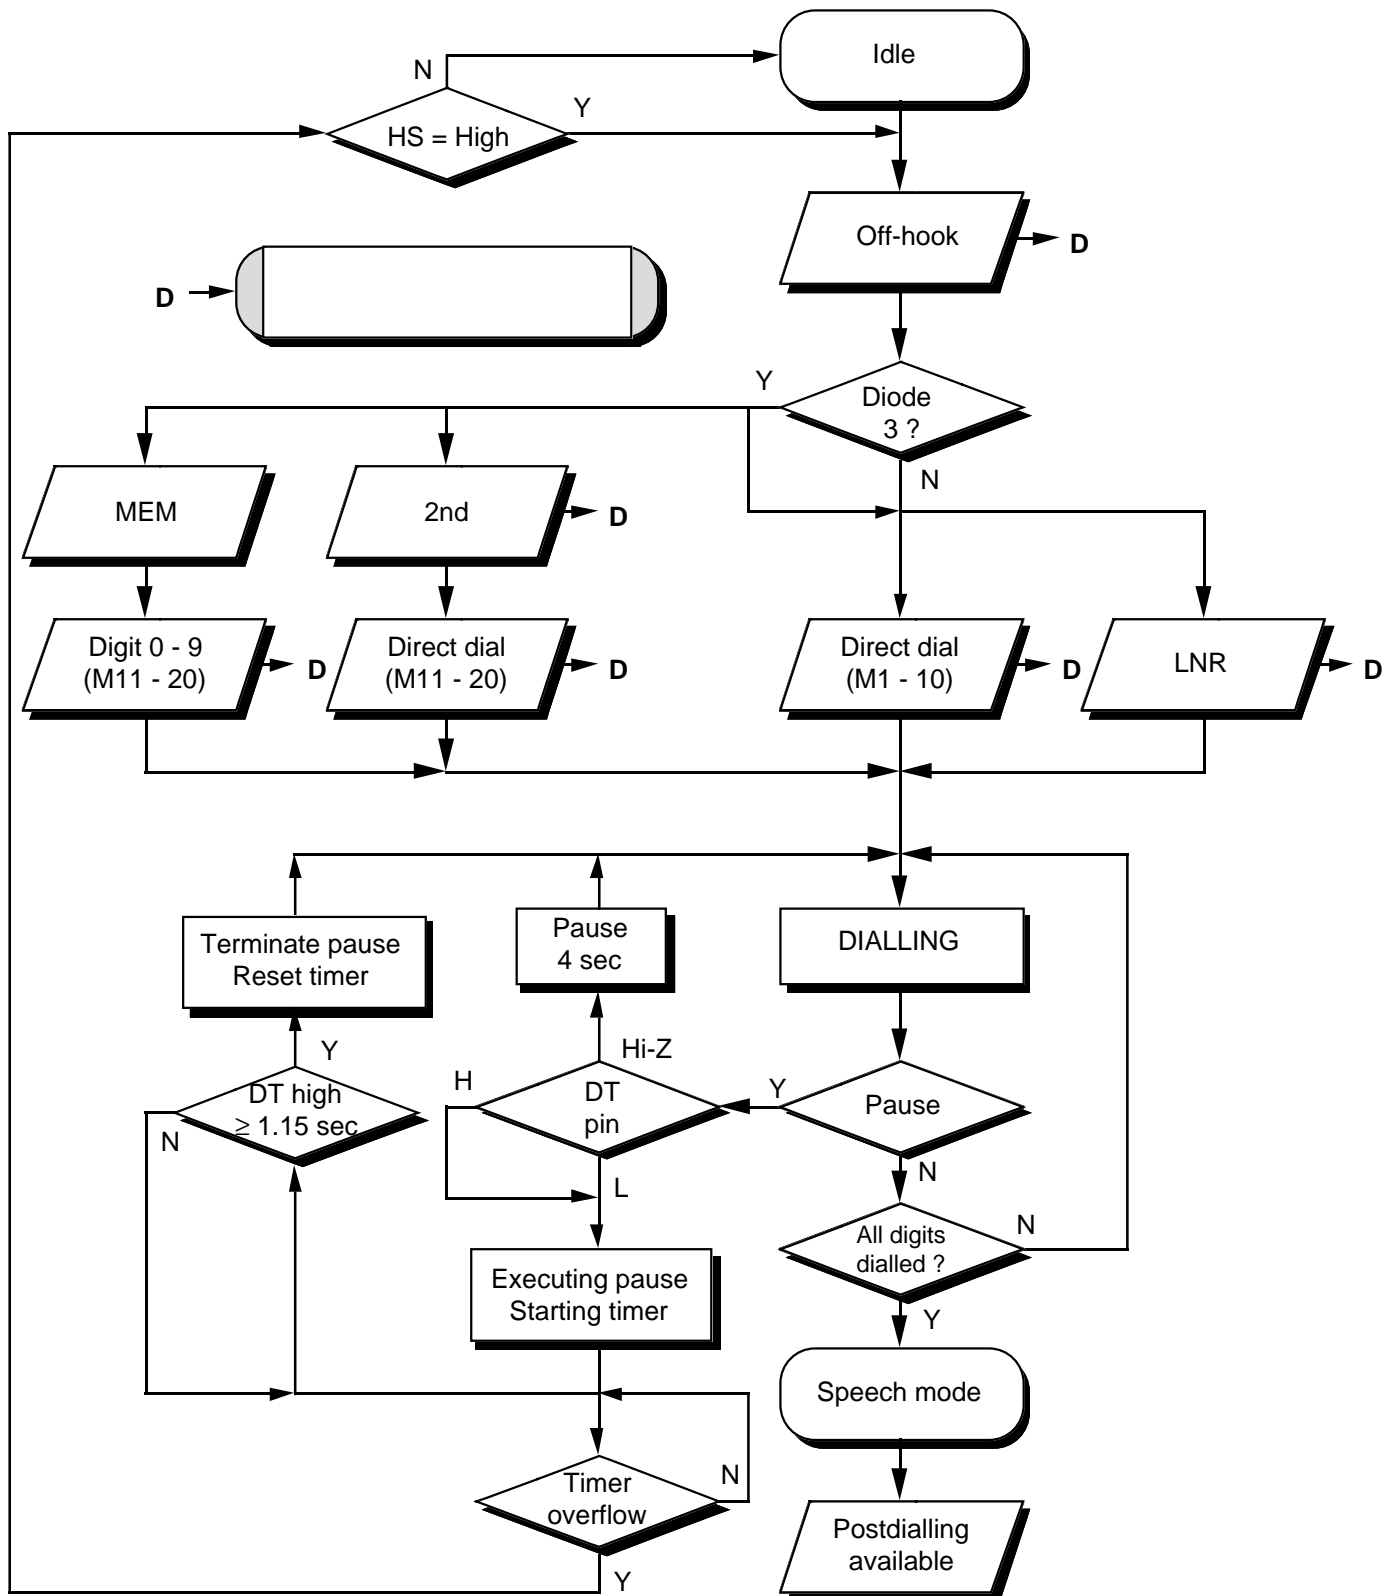 Idle
N
Y
HS = High
Off-hook
D
D
Y
Diode
3 ?
N
MEM
2nd
D
Digit 0 - 9
(M11 - 20)
D
Direct dial
(M11 - 20)
D
Direct dial
(M1 - 10)
D
LNR
D
Terminate pause
Reset timer
Pause
4 sec
DIALLING
Y
Hi-Z
H
DT high
≥ 1.15 sec
N
DT
pin
Y
Pause
L
N
All digits
dialled ?
N
Executing pause
Starting timer
Y
Speech mode
Timer
overflow
N
Y
Postdialling
available